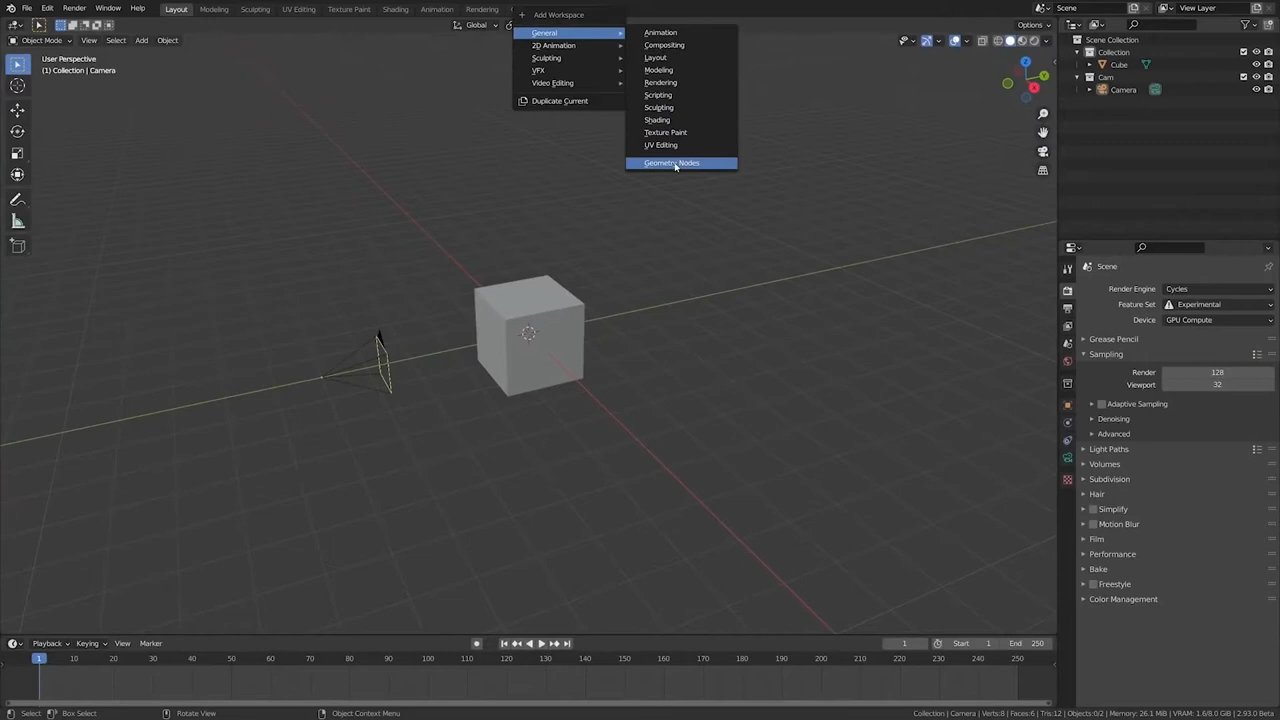 File Edit Render Window Help
Layout Modeling Sculpting UV Editing Texture Paint Shading Animation Rendering
Scene
View Layer
Add Workspace
General
2D Animation
Sculpting
VFX
Video Editing
Duplicate Current
Animation
Compositing
Layout
Modeling
Rendering
Scripting
Sculpting
Shading
Texture Paint
UV Editing
Geometry Nodes
Global
Options
Object Mode View Select Add Object
User Perspective
(1) Collection | Camera
Scene Collection
Collection
Cube
Cam
Camera
Scene
Render Engine Cycles
Feature Set Experimental
Device GPU Compute
Grease Pencil
Sampling
Render 128
Viewport 32
Adaptive Sampling
Denoising
Advanced
Light Paths
Volumes
Subdivision
Hair
Simplify
Motion Blur
Film
Performance
Bake
Freestyle
Color Management
Playback Keying View Marker
1 Start 1 End 250
1 10 20 30 40 50 60 70 80 90 100 110 120 130 140 150 160 170 180 190 200 210 220 230 240 250
Select Box Select Rotate View Object Context Menu
Collection | Camera | Verts:8 | Faces:6 | Tris:12 | Objects:0/2 | Memory: 26.1 MiB | VRAM: 1.6/8.0 GiB | 2.93.0 Beta